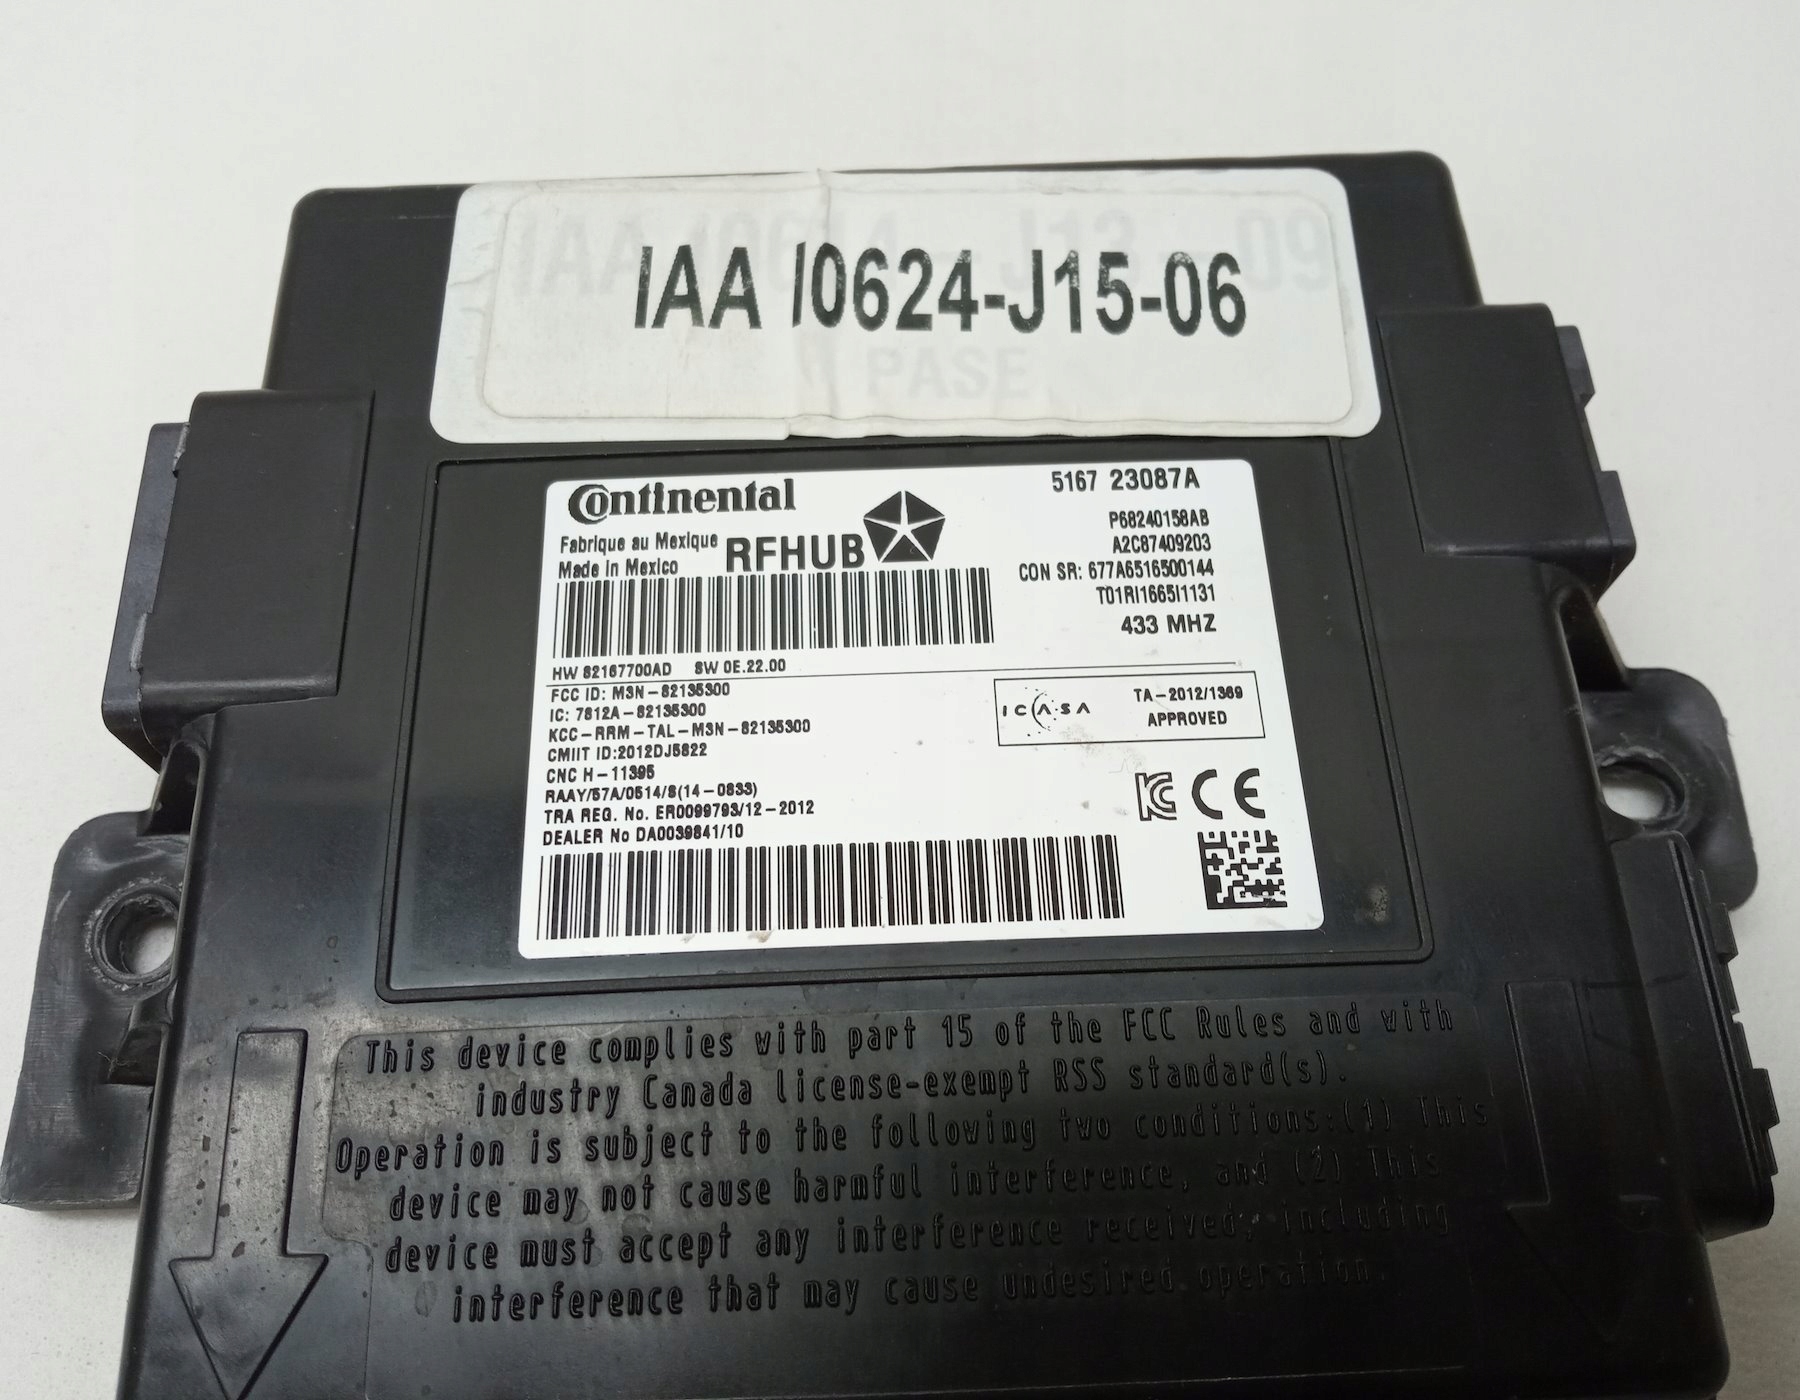 IAA I0624-J15-06
PASE
Continental
5167 23087A
Fabrique au Mexique
Made in Mexico
RFHUB
P68240158AB
A2C87409203
CON SR: 677A6516500144
T01RI1665I1131
433 MHZ
HW 82167700AD SW 0E.22.00
FCC ID: M3N-82135300
IC: 7812A-82135300
KCC-RRM-TAL-M3N-82135300
CMIIT ID:2012DJ5822
CNC H-11395
RAAY/57A/0514/S(14-0833)
TRA REG. No. ER0099793/12-2012
DEALER No DA0039841/10
ICASA
TA-2012/1369
APPROVED
CE
This device complies with part 15 of the FCC Rules and with
industry Canada license-exempt RSS standard(s).
Operation is subject to the following two conditions:(1) This
device may not cause harmful interference, and (2) This
device must accept any interference received, including
interference that may cause undesired operation.